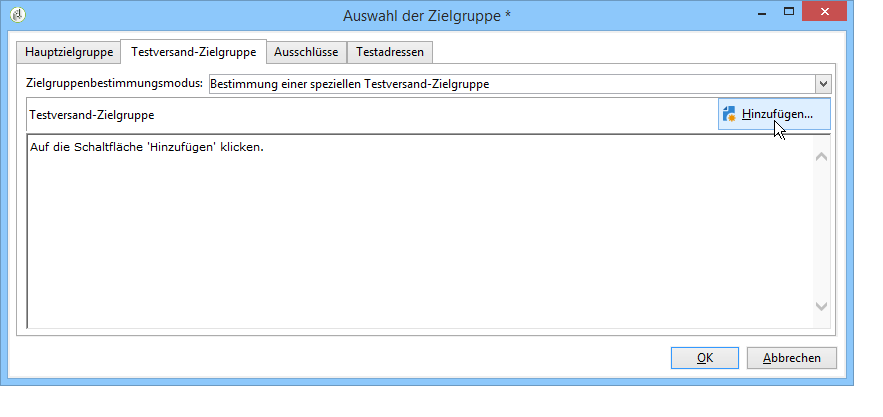 Auswahl der Zielgruppe *
Hauptzielgruppe Testversand-Zielgruppe Ausschlüsse Testadressen
Zielgruppenbestimmungsmodus: Bestimmung einer speziellen Testversand-Zielgruppe
Testversand-Zielgruppe Hinzufügen...
Auf die Schaltfläche 'Hinzufügen' klicken.
OK Abbrechen